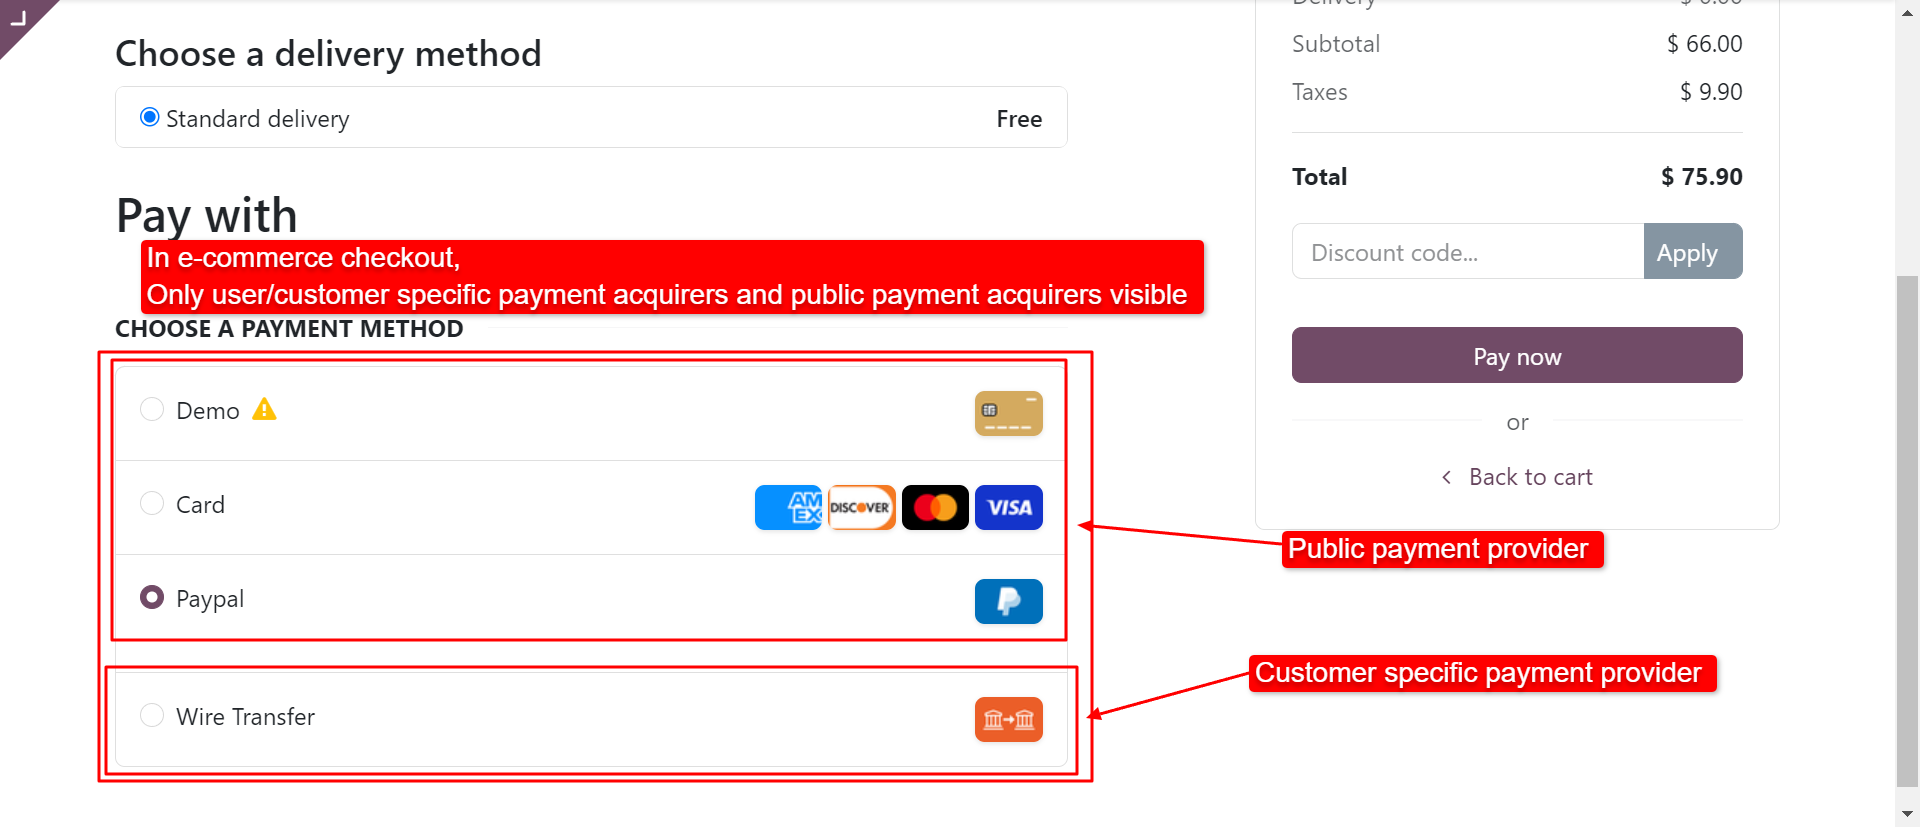 Choose a delivery method
Standard delivery Free
Pay with
In e-commerce checkout,
Only user/customer specific payment acquirers and public payment acquirers visible
CHOOSE A PAYMENT METHOD
Demo
Card AM EX DISCOVER VISA
Paypal
Wire Transfer
Delivery $ 0.00
Subtotal $ 66.00
Taxes $ 9.90
Total $ 75.90
Discount code... Apply
Pay now
or
Back to cart
Public payment provider
Customer specific payment provider